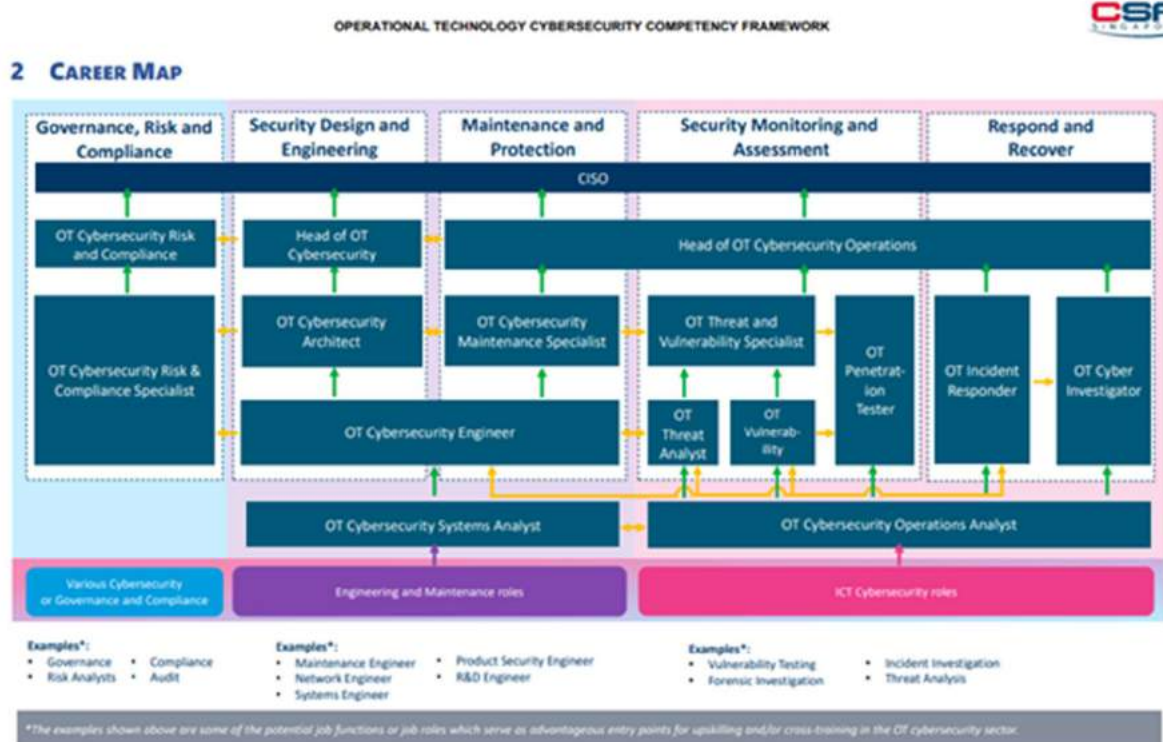 OPERATIONAL TECHNOLOGY CYBERSECURITY COMPETENCY FRAMEWORK
CSA
SINGAPORE
2 CAREER MAP
Governance, Risk and
Compliance
Security Design and
Engineering
Maintenance and
Protection
Security Monitoring and
Assessment
Respond and
Recover
CISO
OT Cybersecurity Risk
and Compliance
Head of OT
Cybersecurity
Head of OT Cybersecurity Operations
OT Cybersecurity Risk &
Compliance Specialist
OT Cybersecurity
Architect
OT Cybersecurity
Maintenance Specialist
OT Threat and
Vulnerability Specialist
OT
Penetrat-
ion
Tester
OT Incident
Responder
OT Cyber
Investigator
OT Cybersecurity Engineer
OT
Threat
Analyst
OT
Vulnerab-
ility
OT Cybersecurity Systems Analyst
OT Cybersecurity Operations Analyst
Various Cybersecurity
or Governance and Compliance
Engineering and Maintenance roles
ICT Cybersecurity roles
Examples*:
• Governance • Compliance
• Risk Analysts • Audit
Examples*:
• Maintenance Engineer • Product Security Engineer
• Network Engineer • R&D Engineer
• Systems Engineer
Examples*:
• Vulnerability Testing • Incident Investigation
• Forensic Investigation • Threat Analysis
*The examples shown above are some of the potential job functions or job roles which serve as advantageous entry points for upskilling and/or cross-training in the OT cybersecurity sector.